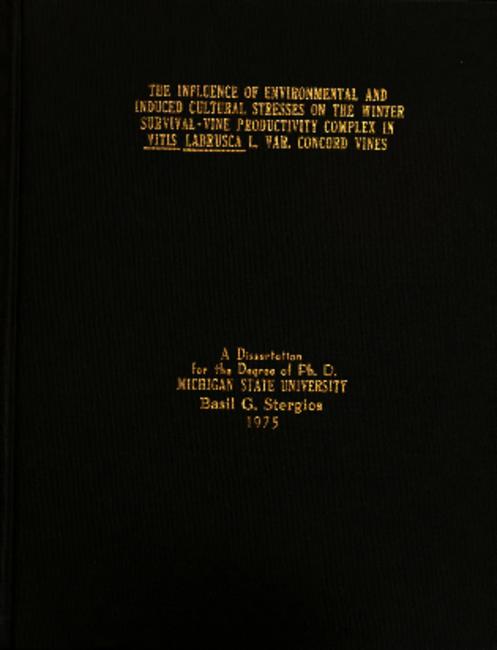 THE INFLUENCE OF ENVIRONMENTAL AND
INDUCED CULTURAL STRESSES ON THE WINTER
SURVIVAL-VINE PRODUCTIVITY COMPLEX IN
VITIS LABRUSCA L. VAR. CONCORD VINES
A Dissertation
for the Degree of Ph. D.
MICHIGAN STATE UNIVERSITY
Basil G. Stergios
1975